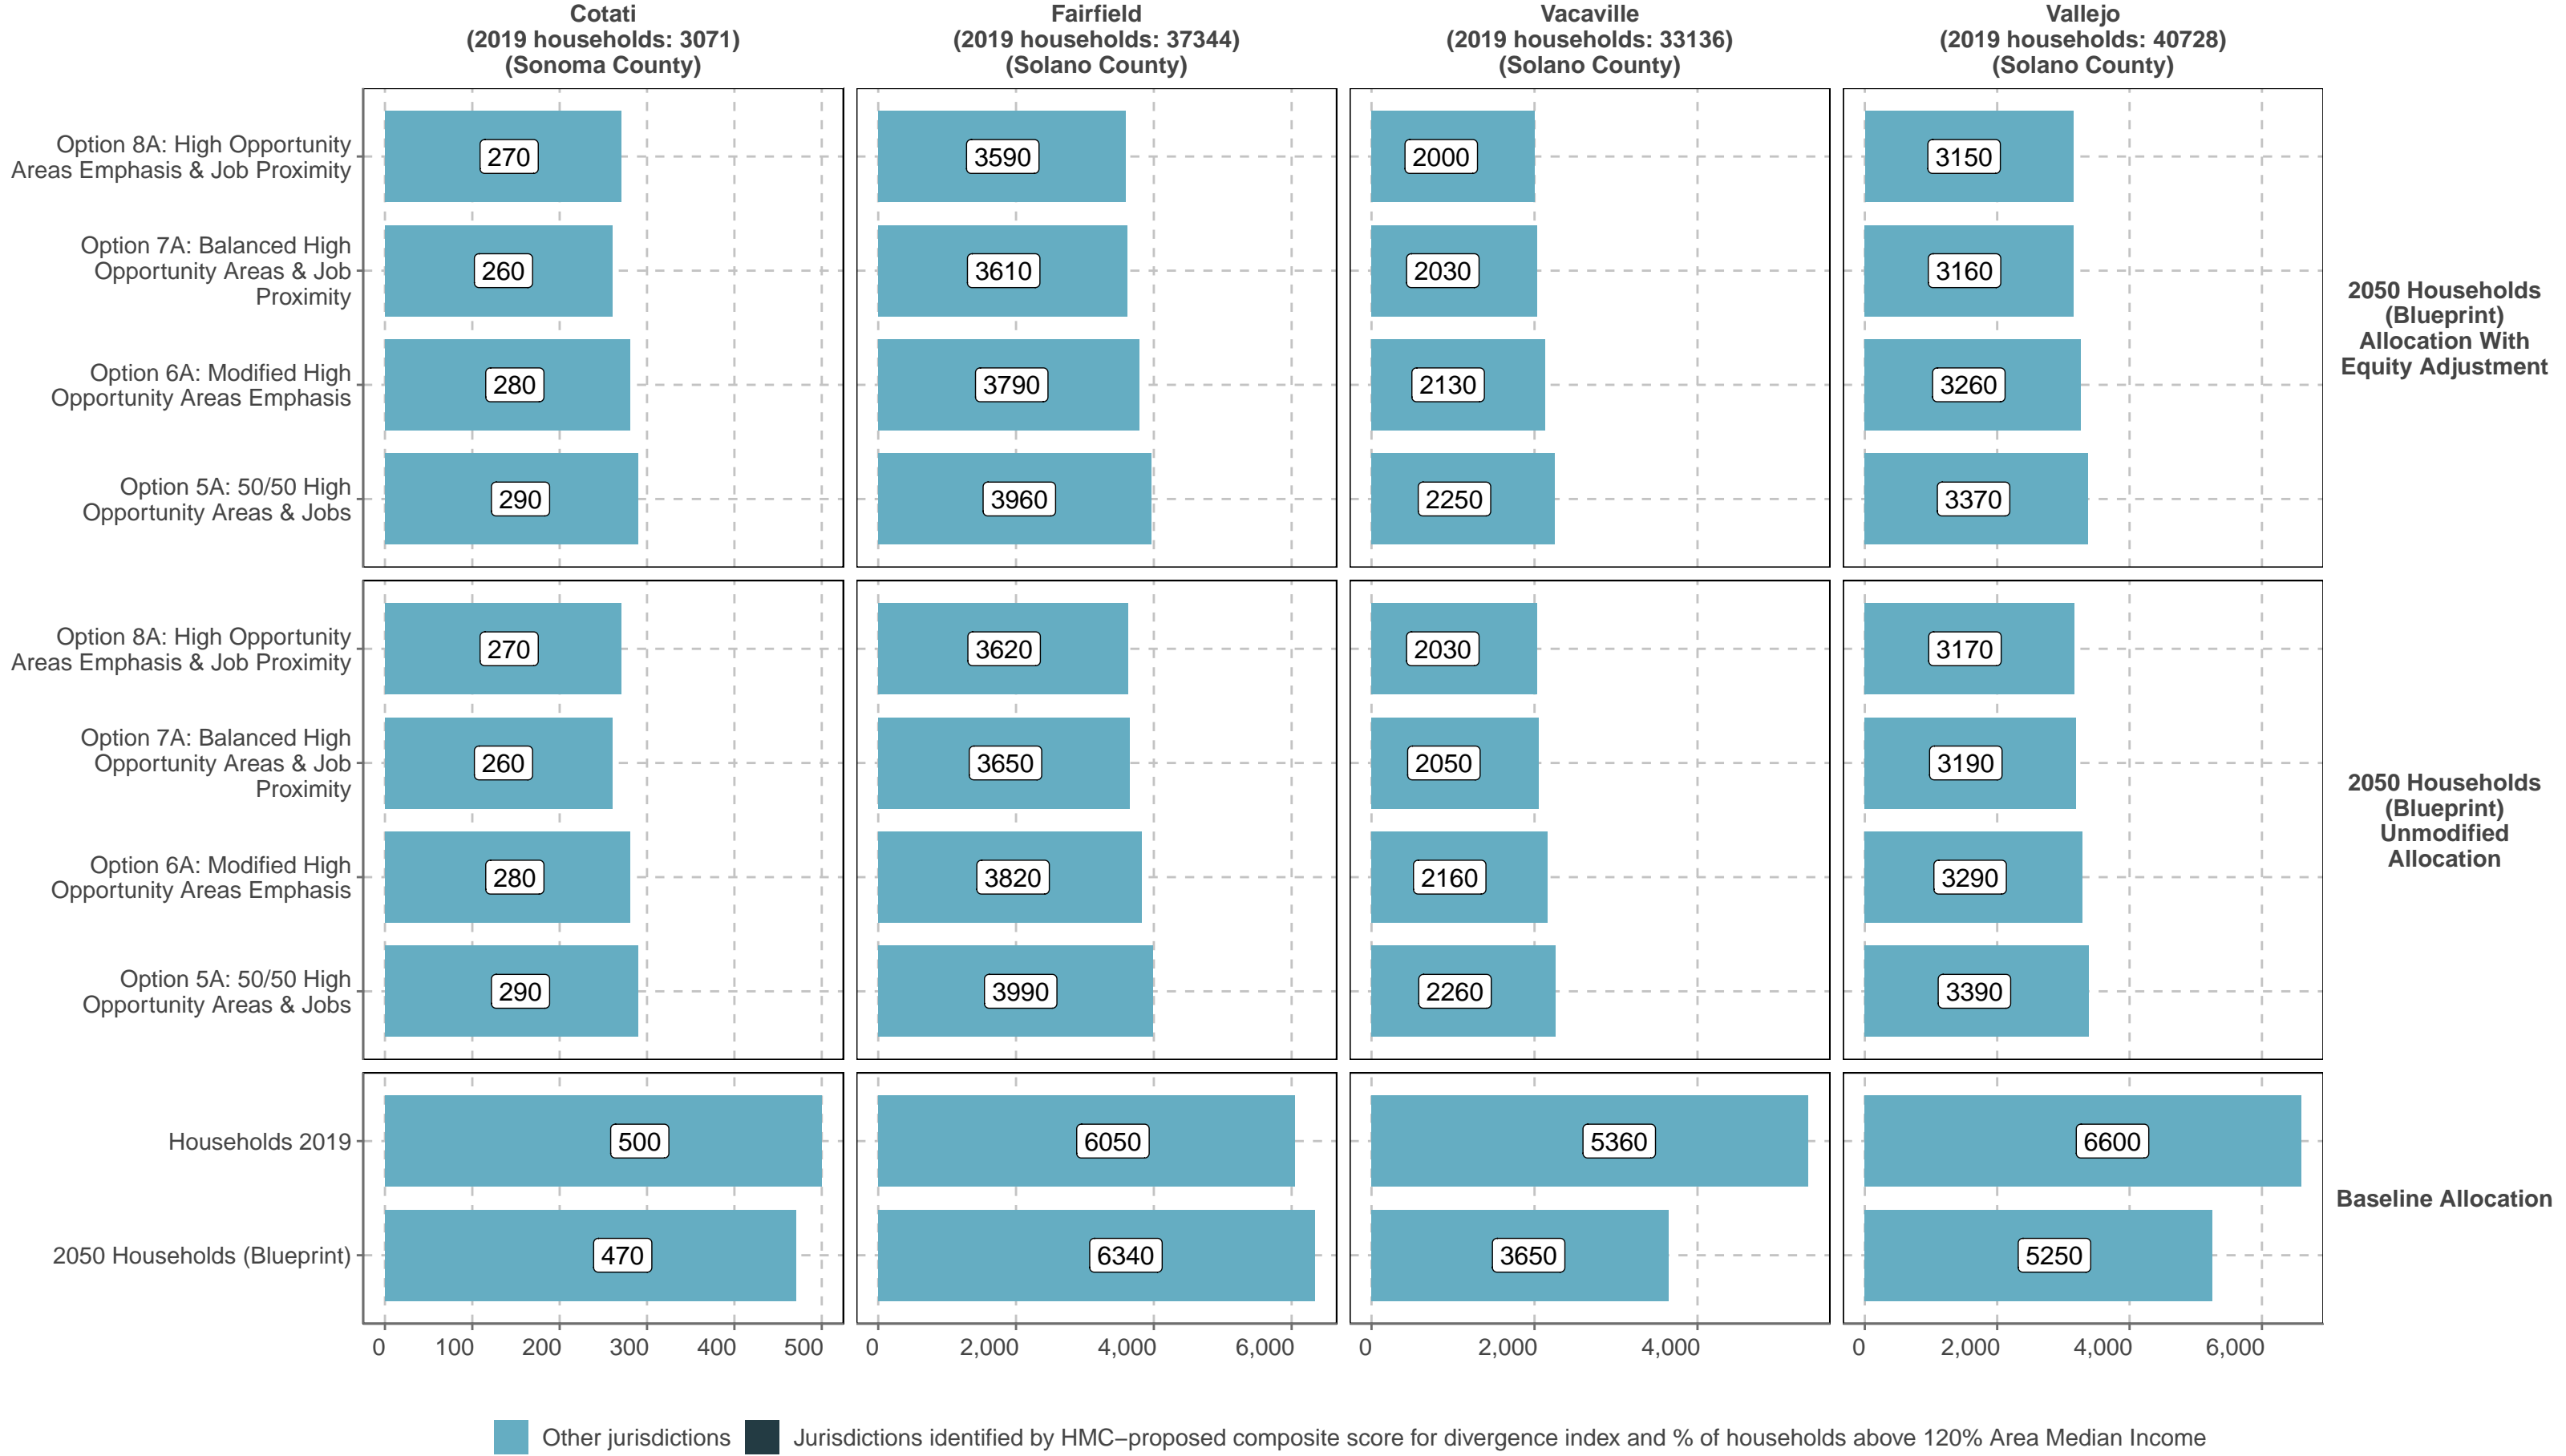 Cotati
(2019 households: 3071)
(Sonoma County)
Fairfield
(2019 households: 37344)
(Solano County)
Vacaville
(2019 households: 33136)
(Solano County)
Vallejo
(2019 households: 40728)
(Solano County)
Option 8A: High Opportunity
Areas Emphasis & Job Proximity
270
3590
2000
3150
Option 7A: Balanced High
Opportunity Areas & Job
Proximity
260
3610
2030
3160
Option 6A: Modified High
Opportunity Areas Emphasis
280
3790
2130
3260
Option 5A: 50/50 High
Opportunity Areas & Jobs
290
3960
2250
3370
2050 Households
(Blueprint)
Allocation With
Equity Adjustment
Option 8A: High Opportunity
Areas Emphasis & Job Proximity
270
3620
2030
3170
Option 7A: Balanced High
Opportunity Areas & Job
Proximity
260
3650
2050
3190
Option 6A: Modified High
Opportunity Areas Emphasis
280
3820
2160
3290
Option 5A: 50/50 High
Opportunity Areas & Jobs
290
3990
2260
3390
2050 Households
(Blueprint)
Unmodified
Allocation
Households 2019
500
6050
5360
6600
2050 Households (Blueprint)
470
6340
3650
5250
Baseline Allocation
0 100 200 300 400 500
0 2,000 4,000 6,000
0 2,000 4,000
0 2,000 4,000 6,000
Other jurisdictions
Jurisdictions identified by HMC−proposed composite score for divergence index and % of households above 120% Area Median Income